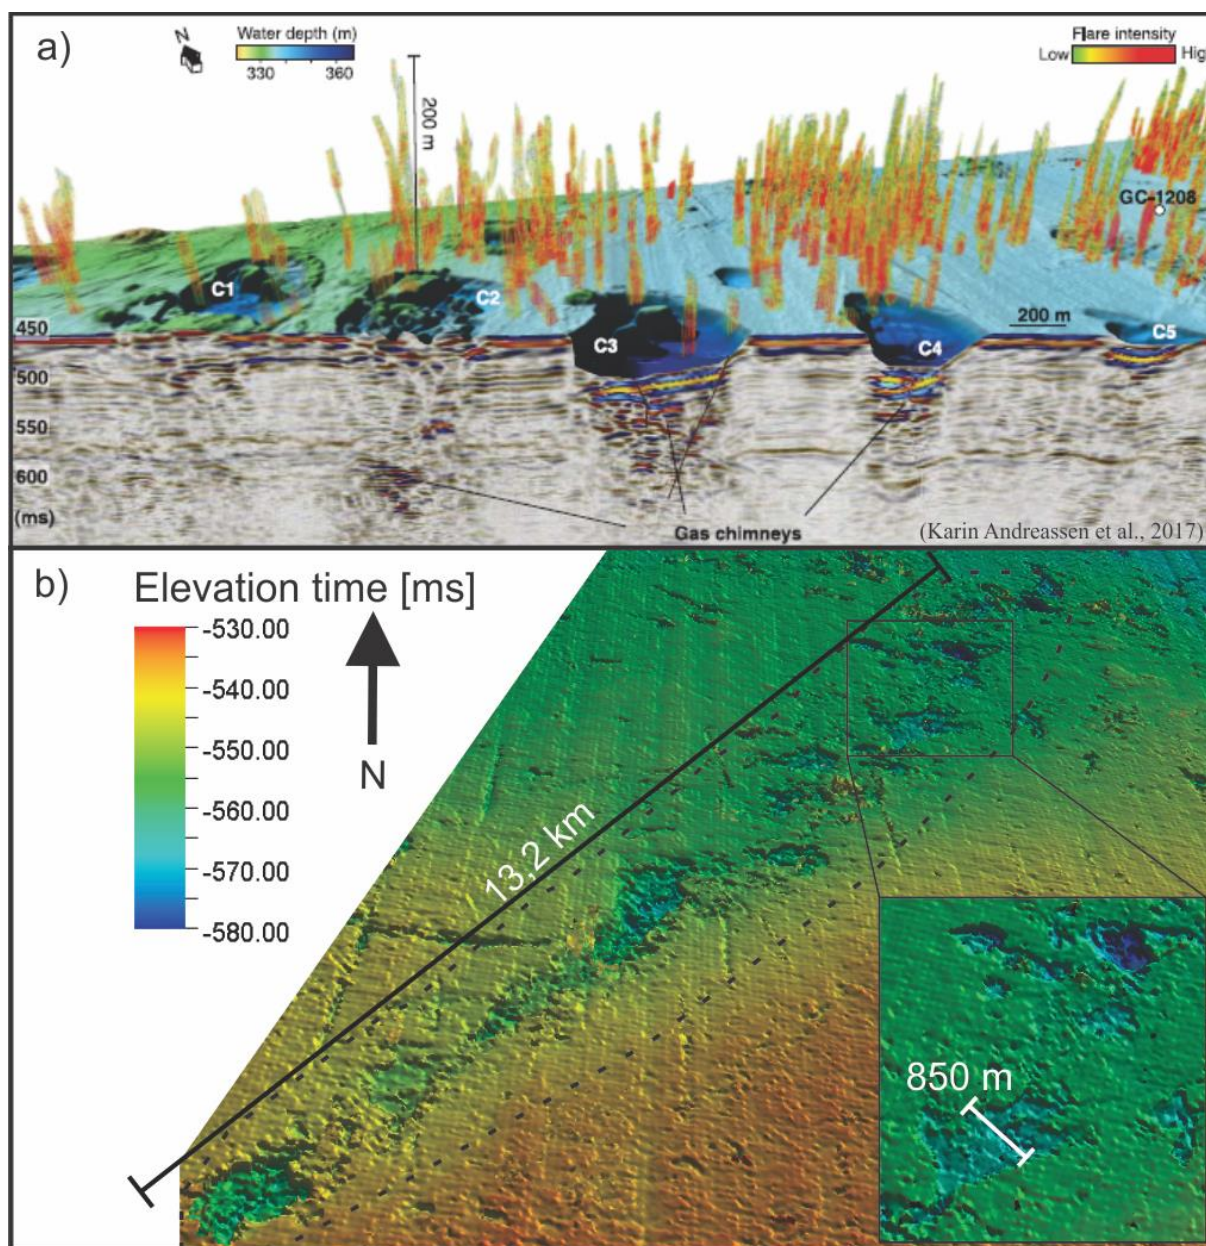 a)
N
Water depth (m)
330 360
Flare intensity
Low Hig
200 m
GC-1208
C1
C2
C3
C4
C5
200 m
450
500
550
600
(ms)
Gas chimneys
(Karin Andreassen et al., 2017)
b)
Elevation time [ms]
-530.00
-540.00
-550.00
-560.00
-570.00
-580.00
N
13,2 km
850 m